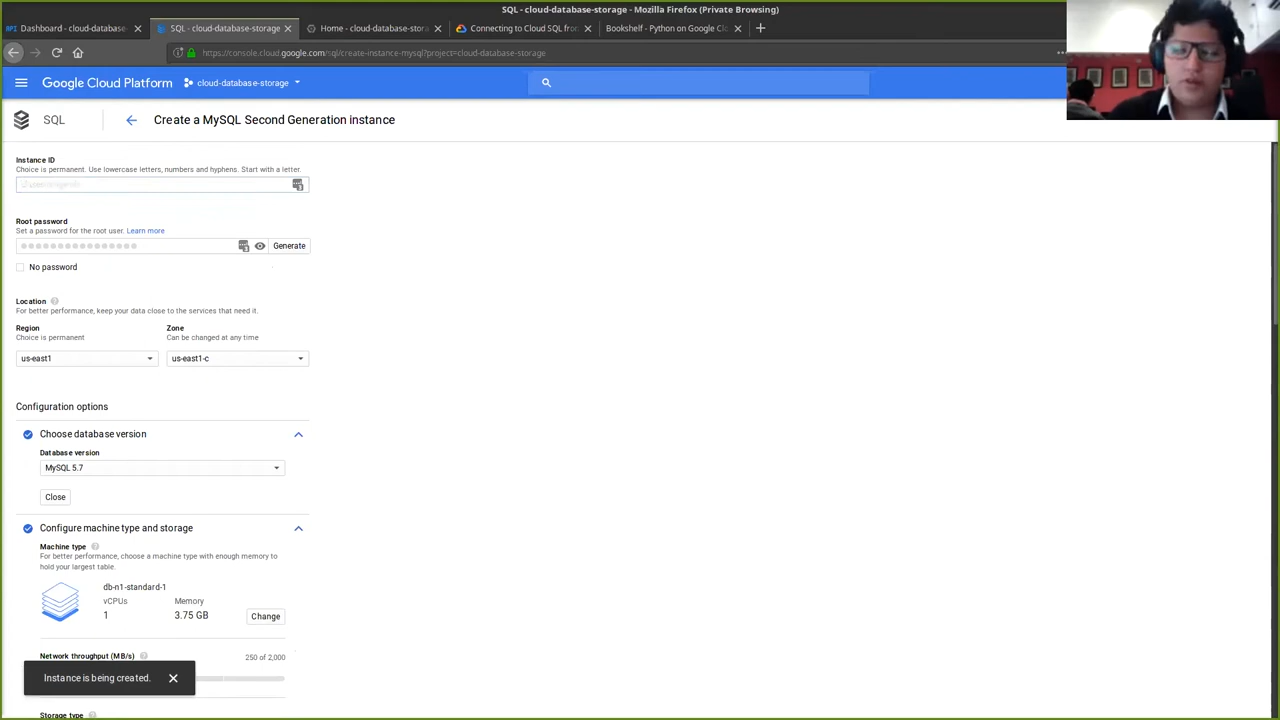 SQL - cloud-database-storage - Mozilla Firefox (Private Browsing)
API Dashboard - cloud-database- SQL - cloud-database-storage Home - cloud-database-stora Connecting to Cloud SQL fro Bookshelf - Python on Google Cl
https://console.cloud.google.com/sql/create-instance-mysql?project=cloud-database-storage
Google Cloud Platform cloud-database-storage
SQL Create a MySQL Second Generation instance
Instance ID
Choice is permanent. Use lowercase letters, numbers and hyphens. Start with a letter.
Root password
Set a password for the root user. Learn more
Generate
No password
Location
For better performance, keep your data close to the services that need it.
Region Zone
Choice is permanent Can be changed at any time
us-east1 us-east1-c
Configuration options
Choose database version
Database version
MySQL 5.7
Close
Configure machine type and storage
Machine type
For better performance, choose a machine type with enough memory to
hold your largest table.
db-n1-standard-1
vCPUs Memory
1 3.75 GB Change
Network throughput (MB/s) 250 of 2,000
Instance is being created.
Storage type